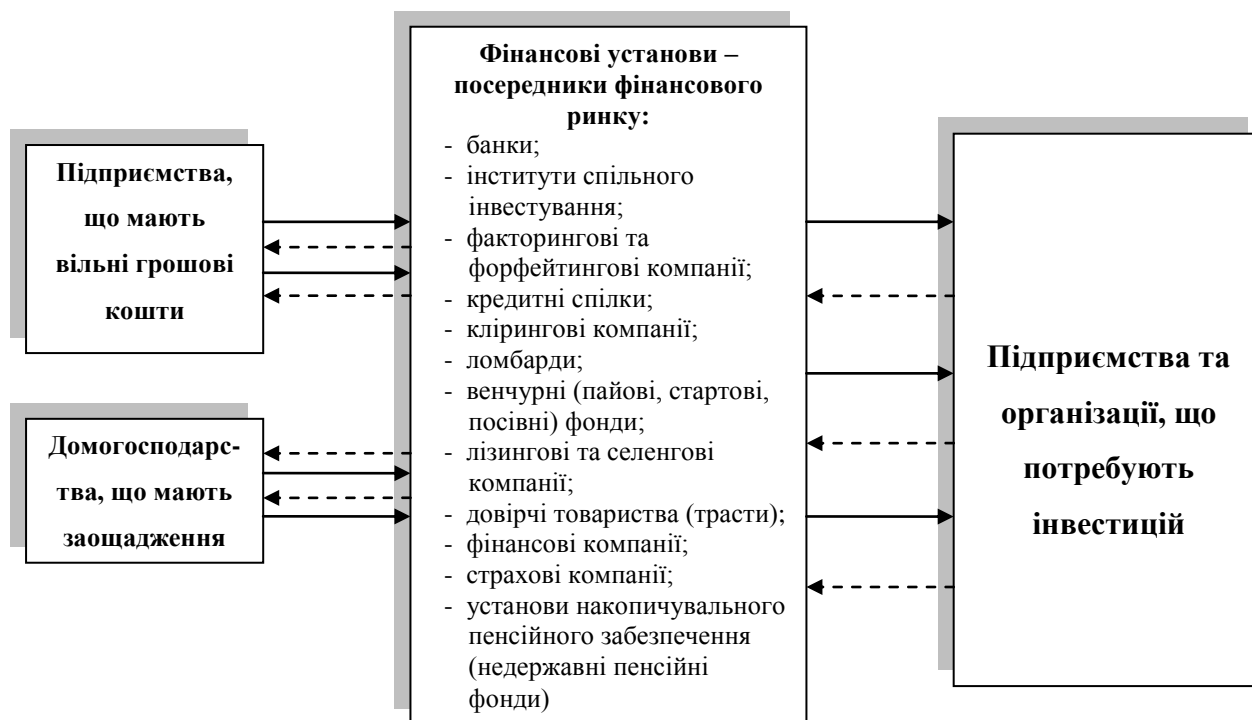 Підприємства,
що мають
вільні грошові
кошти
Домогосподарс-
тва, що мають
заощадження
Фінансові установи –
посередники фінансового
ринку:
- банки;
- інститути спільного
інвестування;
- факторингові та
форфейтингові компанії;
- кредитні спілки;
- клірингові компанії;
- ломбарди;
- венчурні (пайові, стартові,
посівні) фонди;
- лізингові та селенгові
компанії;
- довірчі товариства (трасти);
- фінансові компанії;
- страхові компанії;
- установи накопичувального
пенсійного забезпечення
(недержавні пенсійні
фонди)
Підприємства та
організації, що
потребують
інвестицій